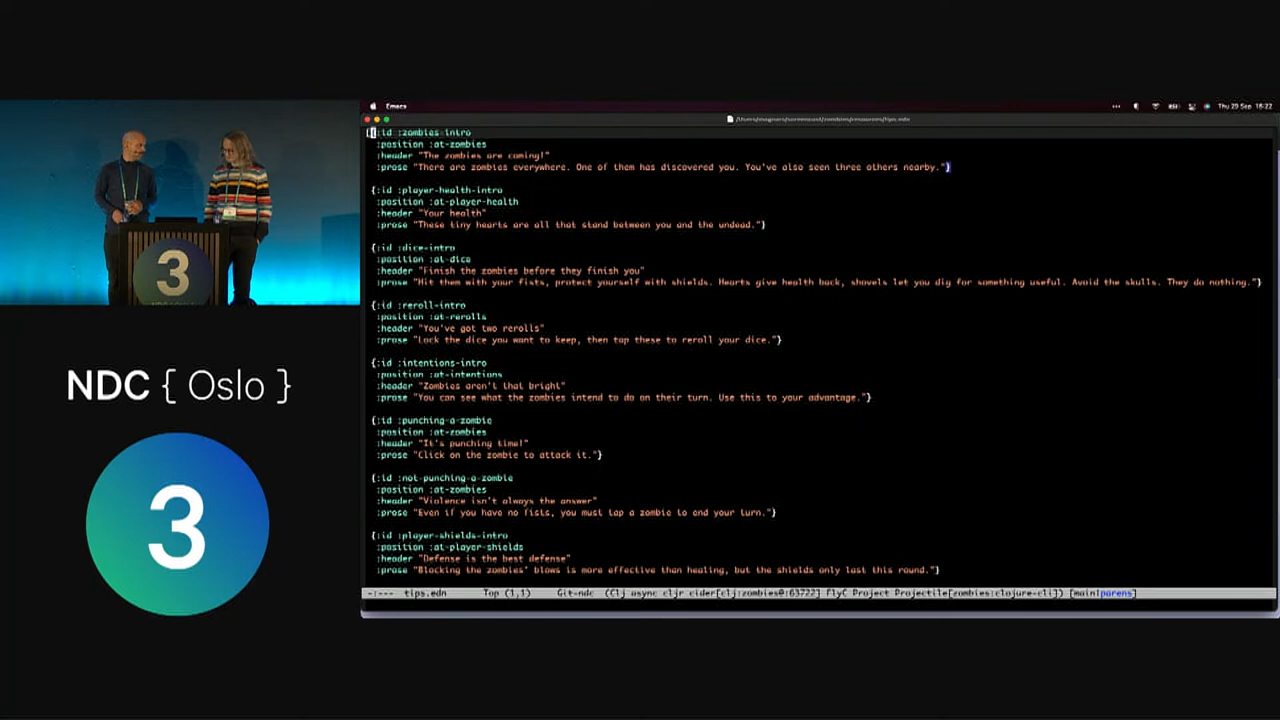 Emacs
Thu 29 Sep 16:22
[{:id :zombies-intro
:position :at-zombies
:header "The zombies are coming!"
:prose "There are zombies everywhere. One of them has discovered you. You've also seen three others nearby."}
{:id :player-health-intro
:position :at-player-health
:header "Your health"
:prose "These tiny hearts are all that stand between you and the undead."}
{:id :dice-intro
:position :at-dice
:header "Finish the zombies before they finish you"
:prose "Hit them with your fists, protect yourself with shields. Hearts give health back, shovels let you dig for something useful. Avoid the skulls. They do nothing."}
{:id :reroll-intro
:position :at-rerolls
:header "You've got two rerolls"
:prose "Lock the dice you want to keep, then tap these to reroll your dice."}
{:id :intentions-intro
:position :at-intentions
:header "Zombies aren't that bright"
:prose "You can see what the zombies intend to do on their turn. Use this to your advantage."}
{:id :punching-a-zombie
:position :at-zombies
:header "It's punching time!"
:prose "Click on the zombie to attack it."}
{:id :not-punching-a-zombie
:position :at-zombies
:header "Violence isn't always the answer"
:prose "Even if you have no fists, you must tap a zombie to end your turn."}
{:id :player-shields-intro
:position :at-player-shields
:header "Defense is the best defense"
:prose "Blocking the zombies' blows is more effective than healing, but the shields only last this round."}
-:--- tips.edn Top (1,1) Git-ndc (Clj async cljr cider[clj:zombies@:63722] FlyC Project Projectile[zombies:clojure-cli]) [main|parens]
3
NDC { Oslo }
3